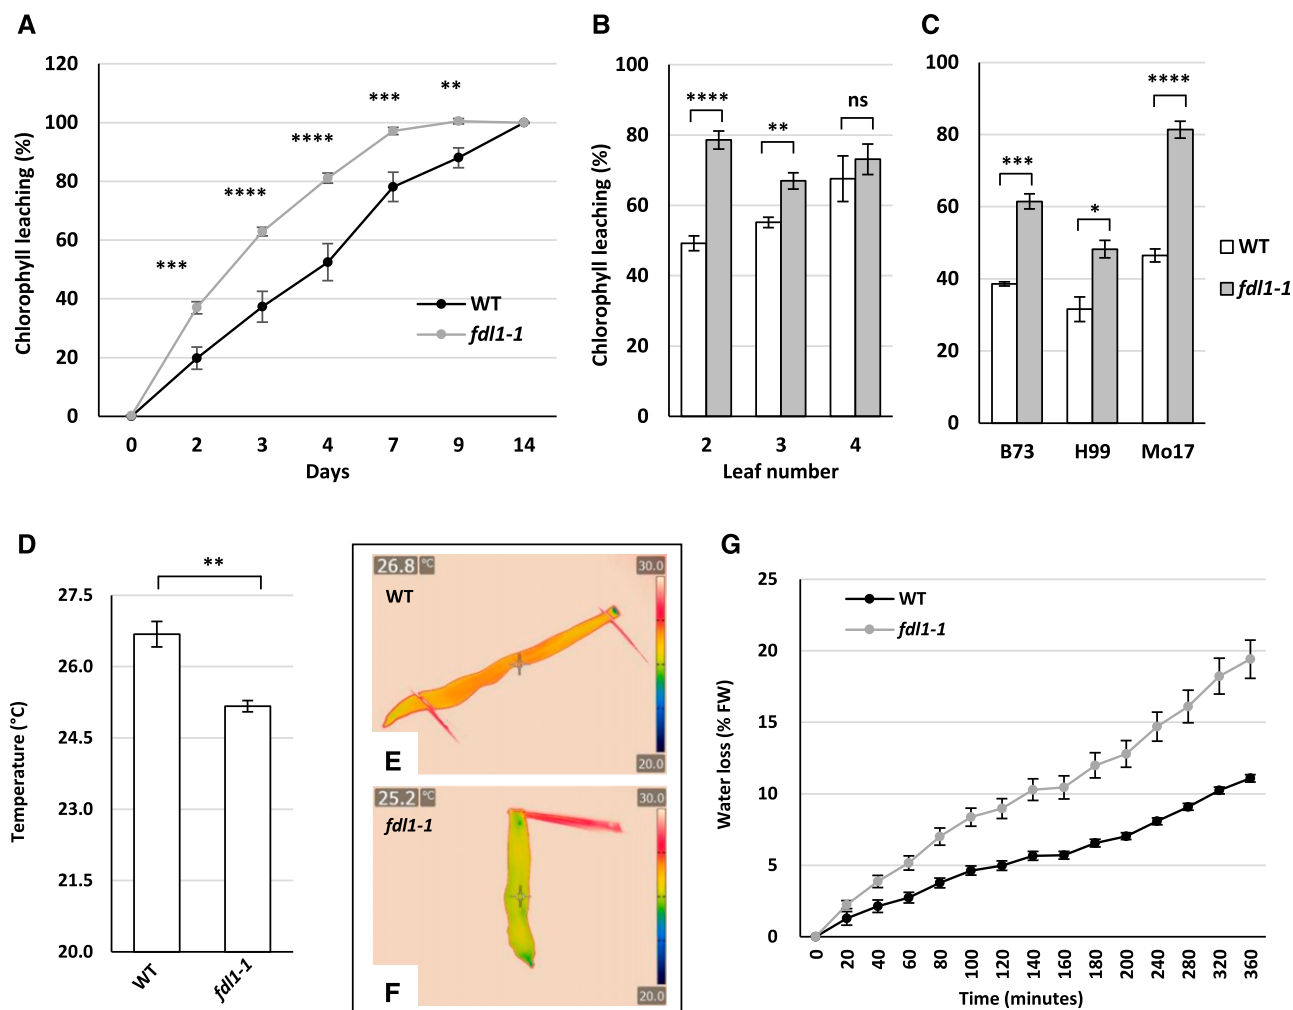 A
120
100
80
60
40
20
0
Chlorophyll leaching (%)
***
****
****
***
**
WT
fdl1-1
0 2 3 4 7 9 14
Days
B
100
80
60
40
20
0
Chlorophyll leaching (%)
****
**
ns
2 3 4
Leaf number
C
100
80
60
40
20
0
***
*
****
B73 H99 Mo17
WT
fdl1-1
D
**
27.5
26.0
24.5
23.0
21.5
20.0
Temperature (°C)
WT fdl1-1
26.8 °C
30.0
WT
20.0
E
25.2 °C
30.0
fdl1-1
20.0
F
G
25
20
15
10
5
0
Water loss (% FW)
WT
fdl1-1
0 20 40 60 80 100 120 140 160 180 200 240 280 320 360
Time (minutes)